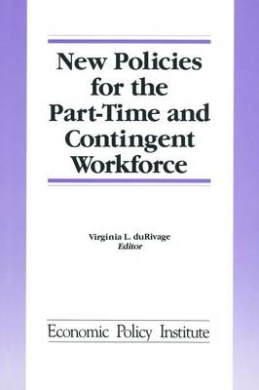 New Policies
for the
Part-Time and
Contingent
Workforce
Virginia L. duRivage
Editor
Economic Policy Institute